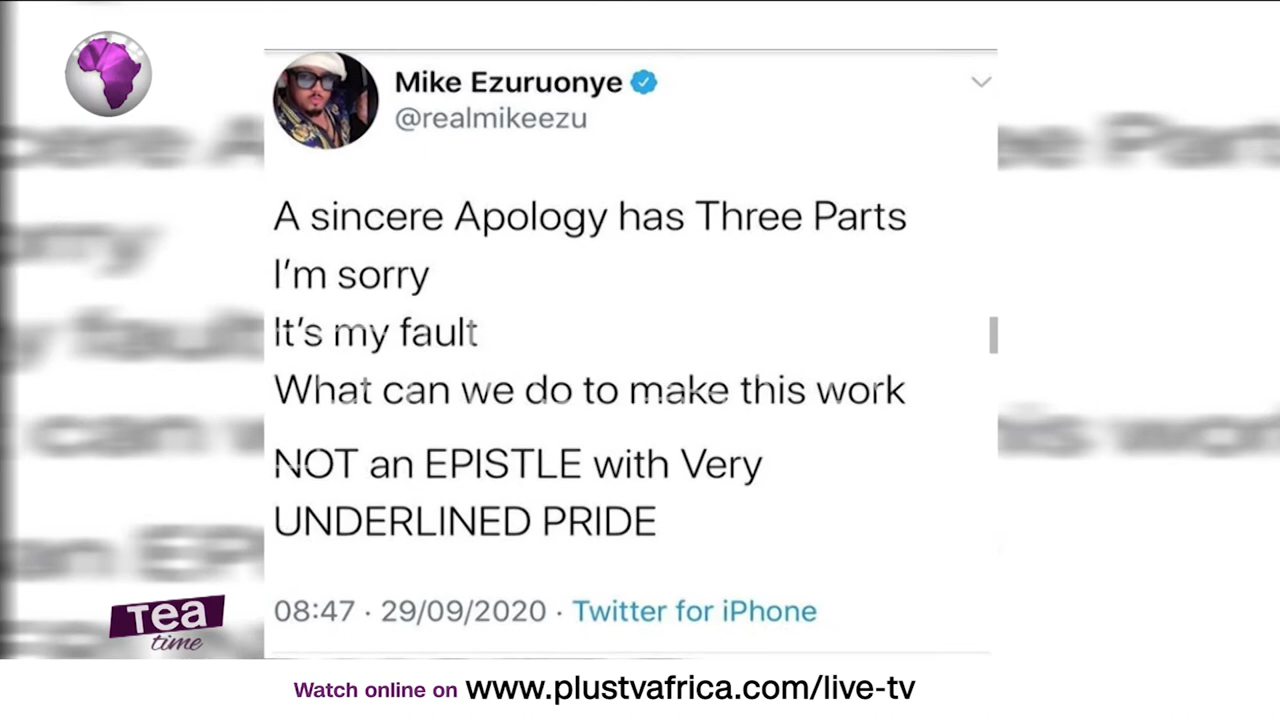 Mike Ezuruonye
@realmikeezu
A sincere Apology has Three Parts
I'm sorry
It's my fault
What can we do to make this work
NOT an EPISTLE with Very
UNDERLINED PRIDE
08:47 · 29/09/2020 · Twitter for iPhone
Tea
time
Watch online on www.plustvafrica.com/live-tv